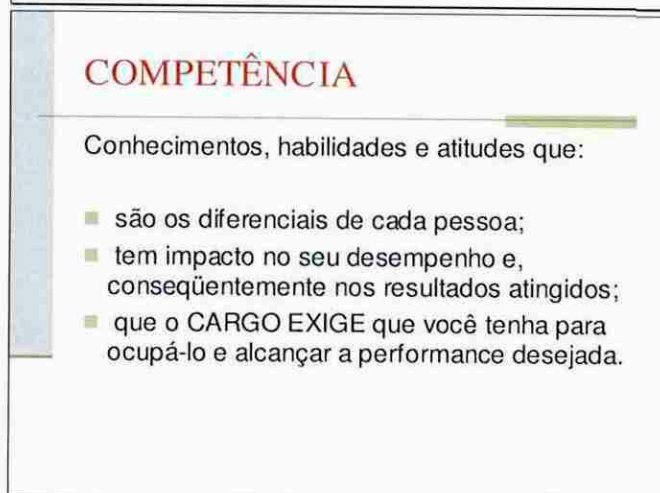 COMPETÊNCIA
Conhecimentos, habilidades e atitudes que:
são os diferenciais de cada pessoa;
tem impacto no seu desempenho e,
conseqüentemente nos resultados atingidos;
que o CARGO EXIGE que você tenha para
ocupá-lo e alcançar a performance desejada.